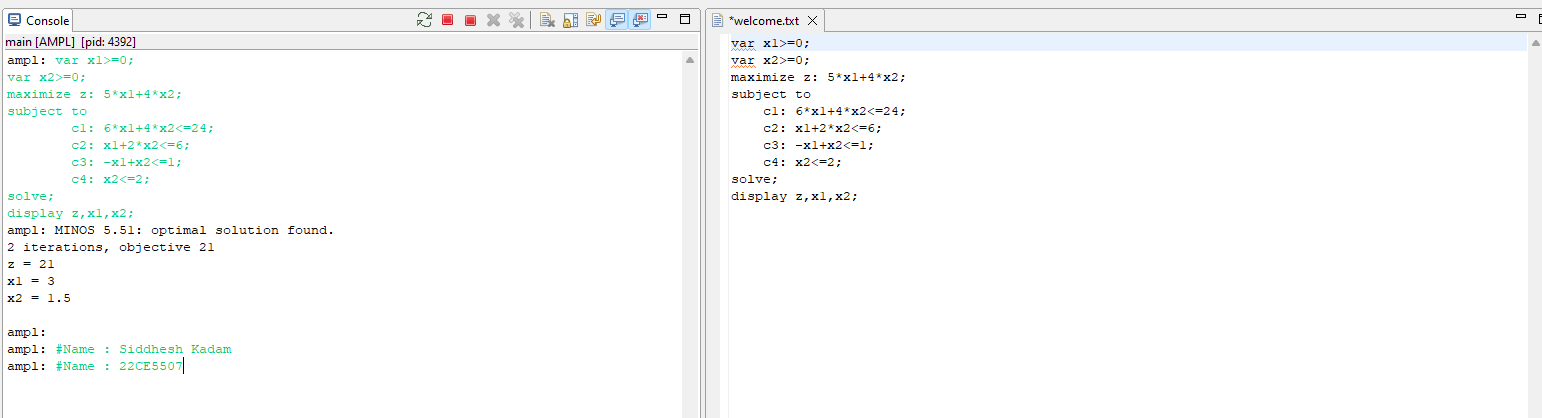 Console
main [AMPL] [pid: 4392]
ampl: var x1>=0;
var x2>=0;
maximize z: 5*x1+4*x2;
subject to
c1: 6*x1+4*x2<=24;
c2: x1+2*x2<=6;
c3: -x1+x2<=1;
c4: x2<=2;
solve;
display z,x1,x2;
ampl: MINOS 5.51: optimal solution found.
2 iterations, objective 21
z = 21
x1 = 3
x2 = 1.5
ampl:
ampl: #Name : Siddhesh Kadam
ampl: #Name : 22CE5507
*welcome.txt
var x1>=0;
var x2>=0;
maximize z: 5*x1+4*x2;
subject to
c1: 6*x1+4*x2<=24;
c2: x1+2*x2<=6;
c3: -x1+x2<=1;
c4: x2<=2;
solve;
display z,x1,x2;